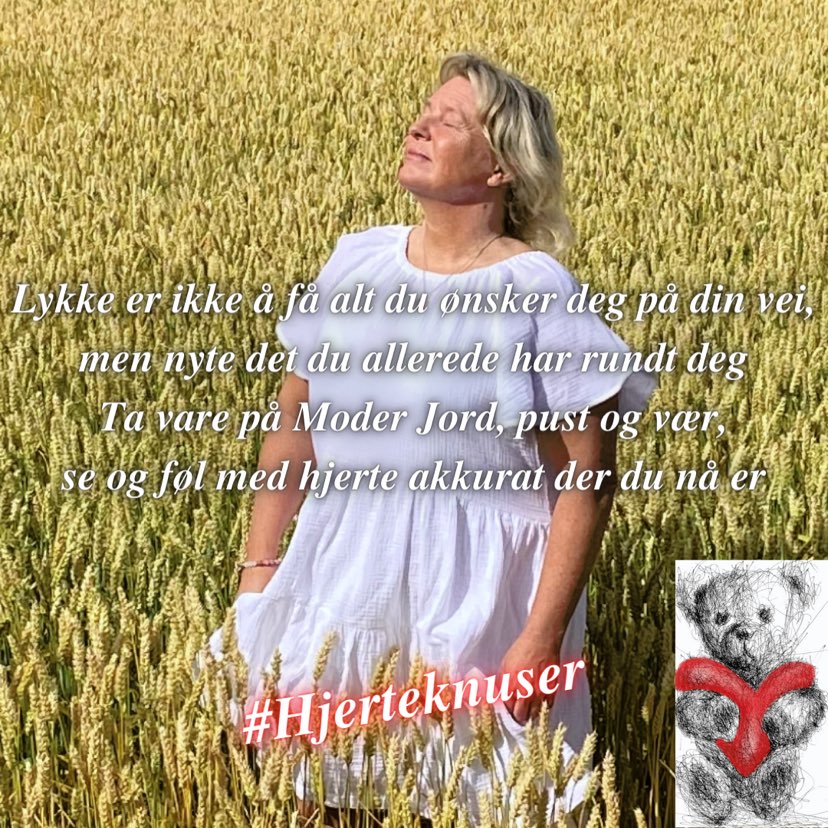 Lykke er ikke å få alt du ønsker deg på din vei,
men nyte det du allerede har rundt deg
Ta vare på Moder Jord, pust og vær,
se og føl med hjerte akkurat der du nå er
#Hjerteknuser